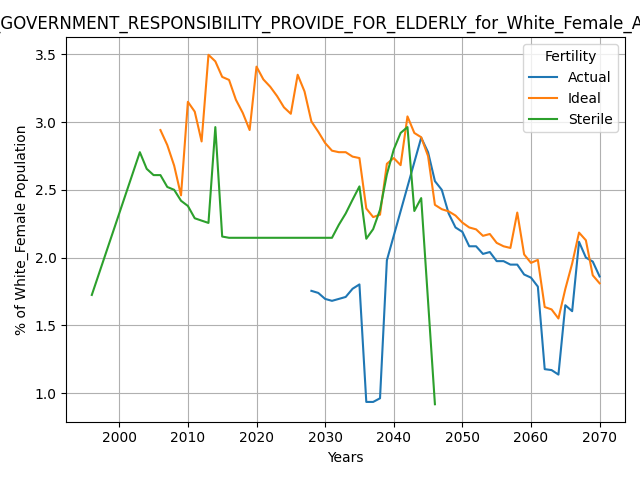 _GOVERNMENT_RESPONSIBILITY_PROVIDE_FOR_ELDERLY_for_White_Female_A
Fertility
Actual
Ideal
Sterile
% of White_Female Population
3.5
3.0
2.5
2.0
1.5
1.0
2000 2010 2020 2030 2040 2050 2060 2070
Years